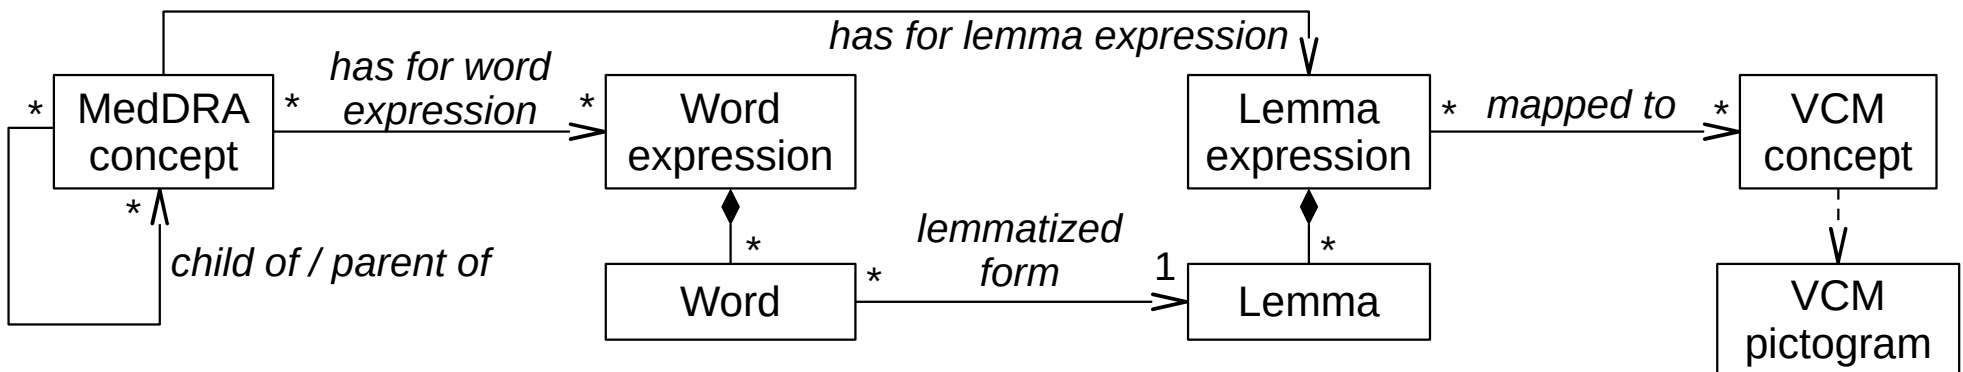 has for lemma expression
has for word
expression
*
MedDRA
concept
*
*
Word
expression
Lemma
expression
*
mapped to
*
VCM
concept
*
child of / parent of
*
lemmatized
form
*
1
*
Word
Lemma
VCM
pictogram